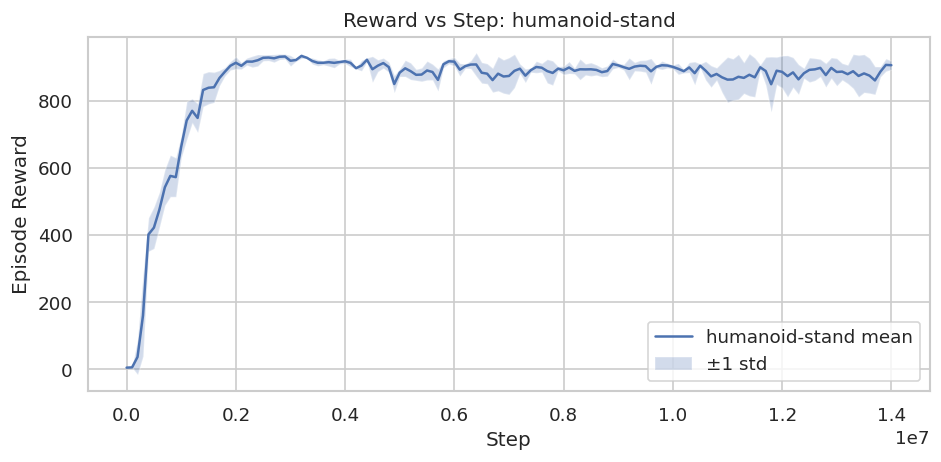 Reward vs Step: humanoid-stand
Episode Reward
800
600
400
200
0
humanoid-stand mean
±1 std
0.0 0.2 0.4 0.6 0.8 1.0 1.2 1.4
1e7
Step